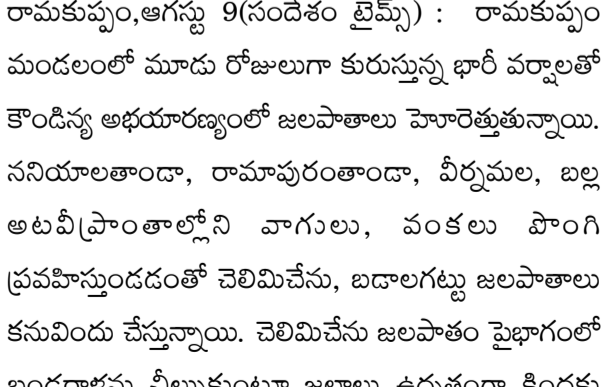 రామకుప్పం,ఆగస్టు 9(సందేశం టైమ్స్) : రామకుప్పం
మండలంలో మూడు రోజులుగా కురుస్తున్న భారీ వర్షాలతో
కౌండిన్య అభయారణ్యంలో జలపాతాలు హెూరెత్తుతున్నాయి.
ననియాలతాండా, రామాపురంతాండా, వీర్నమల, బల్ల
అటవీప్రాంతాల్లోని వాగులు, వంకలు పొంగి
ప్రవహిస్తుండడంతో చెలిమిచేను, బడాలగట్టు జలపాతాలు
కనువిందు చేస్తున్నాయి. చెలిమిచేను జలపాతం పైభాగంలో